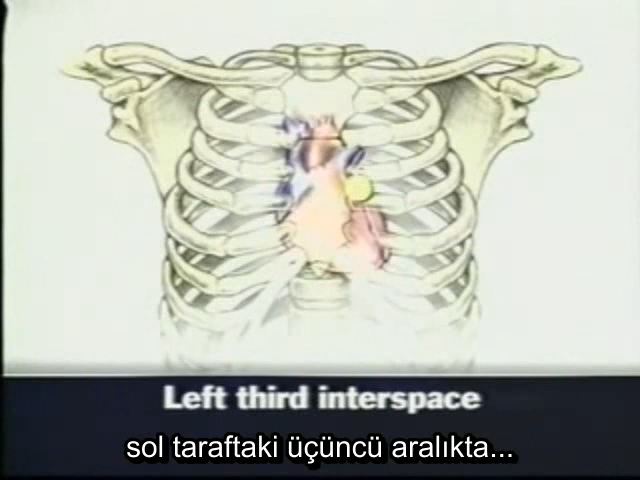 Left third interspace
sol taraftaki üçüncü aralıkta...